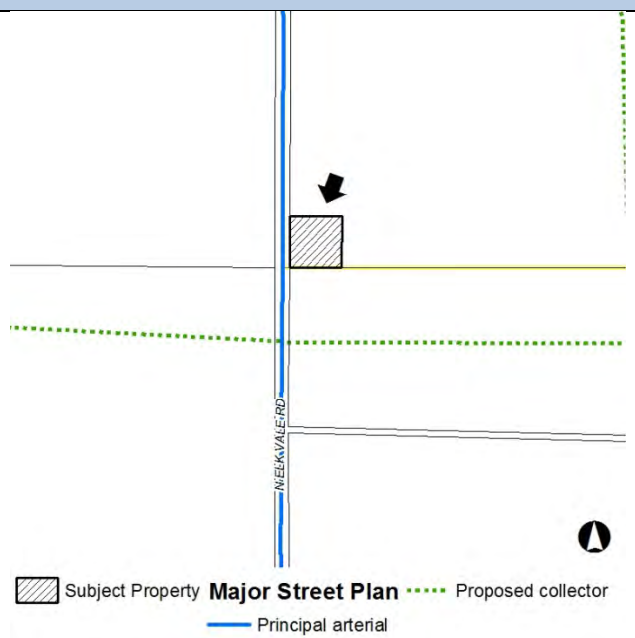 N ELK VALE RD
Subject Property Major Street Plan Proposed collector
Principal arterial